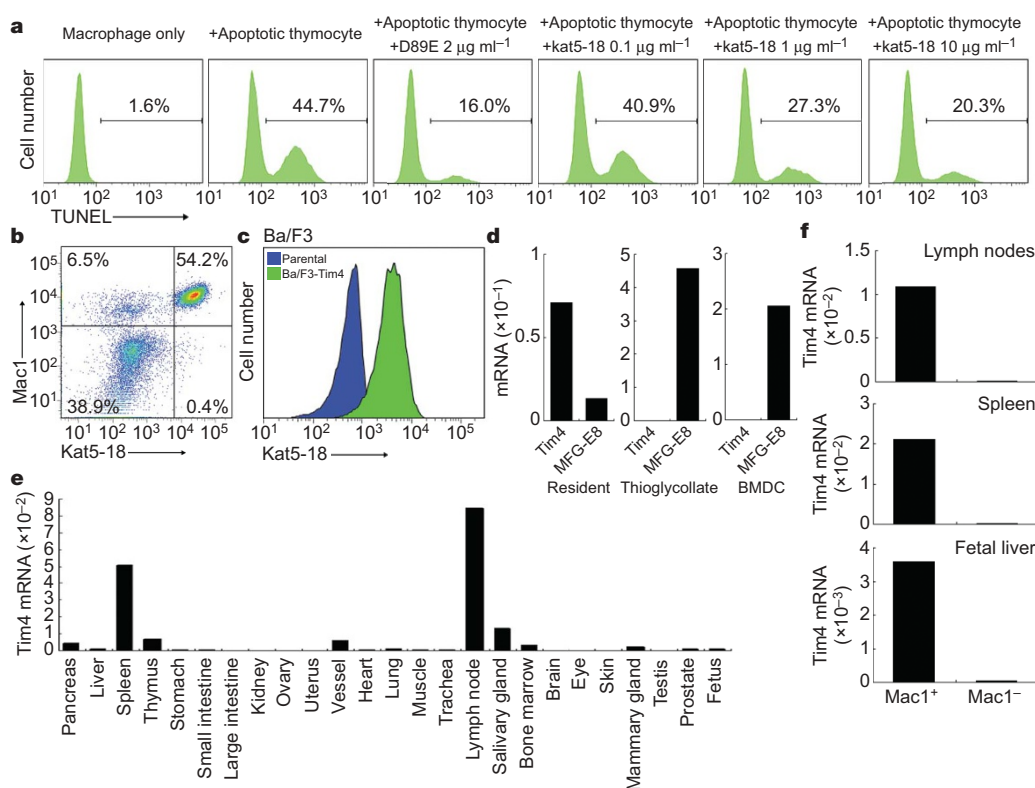 a
Macrophage only
+Apoptotic thymocyte
+Apoptotic thymocyte
+D89E 2 μg ml⁻¹
+Apoptotic thymocyte
+kat5-18 0.1 μg ml⁻¹
+Apoptotic thymocyte
+kat5-18 1 μg ml⁻¹
+Apoptotic thymocyte
+kat5-18 10 μg ml⁻¹
Cell number
1.6%
44.7%
16.0%
40.9%
27.3%
20.3%
10¹ 10² 10³
10¹ 10² 10³
10¹ 10² 10³
10¹ 10² 10³
10¹ 10² 10³
10¹ 10² 10³
TUNEL
b
6.5%
54.2%
38.9%
0.4%
10⁵
10⁴
10³
10²
10¹
Mac1
10¹ 10² 10³ 10⁴ 10⁵
Kat5-18
c
Ba/F3
Parental
Ba/F3-Tim4
Cell number
10¹ 10² 10³ 10⁴ 10⁵
Kat5-18
d
mRNA (×10⁻¹)
1
0.5
0
Tim4
MFG-E8
Resident
5
4
3
2
1
0
Tim4
MFG-E8
Thioglycollate
3
2
1
0
Tim4
MFG-E8
BMDC
e
Tim4 mRNA (×10⁻²)
9
8
7
6
5
4
3
2
1
0
Pancreas
Liver
Spleen
Thymus
Stomach
Small intestine
Large intestine
Kidney
Ovary
Uterus
Vessel
Heart
Lung
Muscle
Trachea
Lymph node
Salivary gland
Bone marrow
Brain
Eye
Skin
Mammary gland
Testis
Prostate
Fetus
f
Lymph nodes
Tim4 mRNA
(×10⁻²)
1.5
1
0.5
0
Spleen
Tim4 mRNA
(×10⁻²)
3
2
1
0
Fetal liver
Tim4 mRNA
(×10⁻³)
4
3
2
1
0
Mac1⁺
Mac1⁻